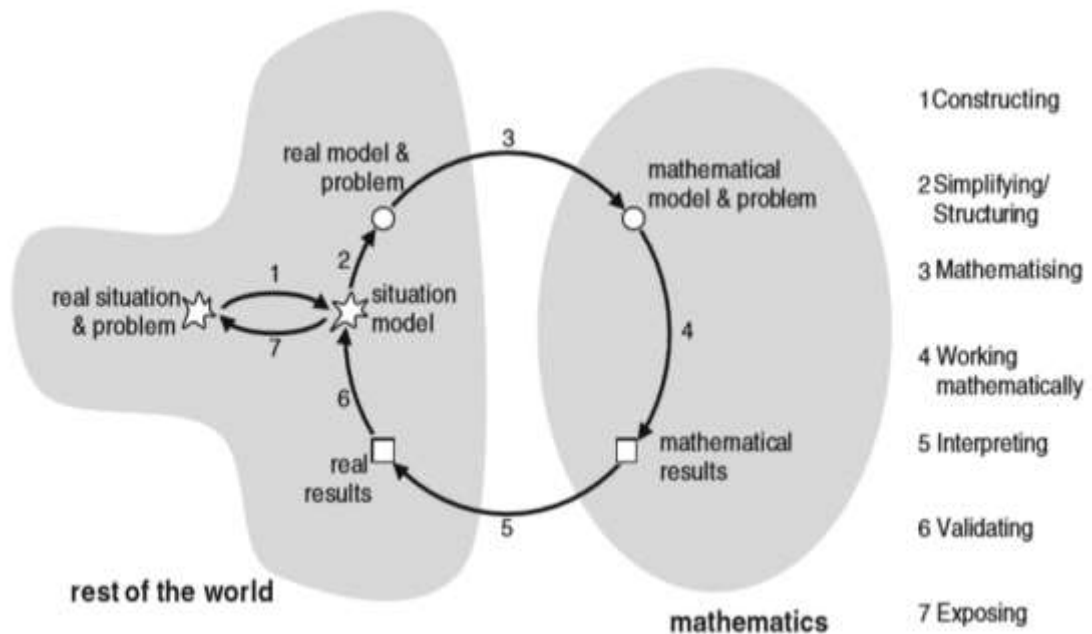 3
real model &
problem
mathematical
model & problem
2
1
real situation
& problem
situation
model
7
4
6
real
results
mathematical
results
5
rest of the world
mathematics
1 Constructing
2 Simplifying/
Structuring
3 Mathematising
4 Working
mathematically
5 Interpreting
6 Validating
7 Exposing